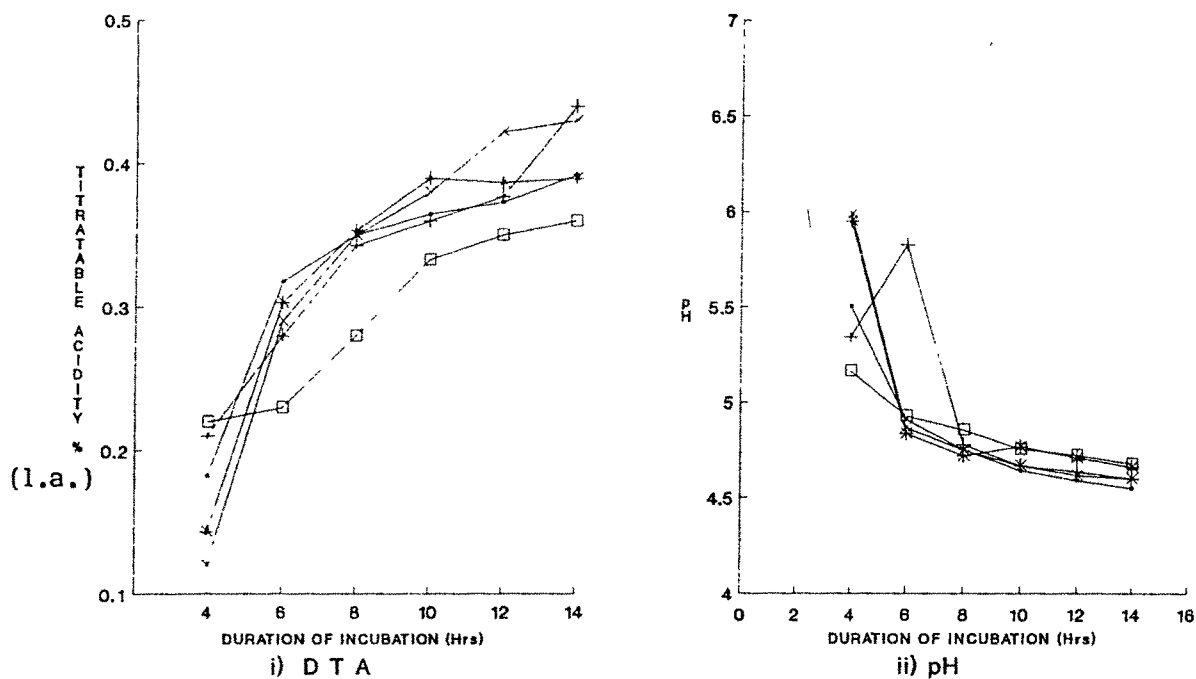 0.5
0.4
0.3
0.2
0.1
TITRATABLE ACIDITY %
(l.a.)
4 6 8 10 12 14
DURATION OF INCUBATION (Hrs)
i) D T A
7
6.5
6
5.5
5
4.5
4
PH
0 2 4 6 8 10 12 14 16
DURATION OF INCUBATION (Hrs)
ii) pH